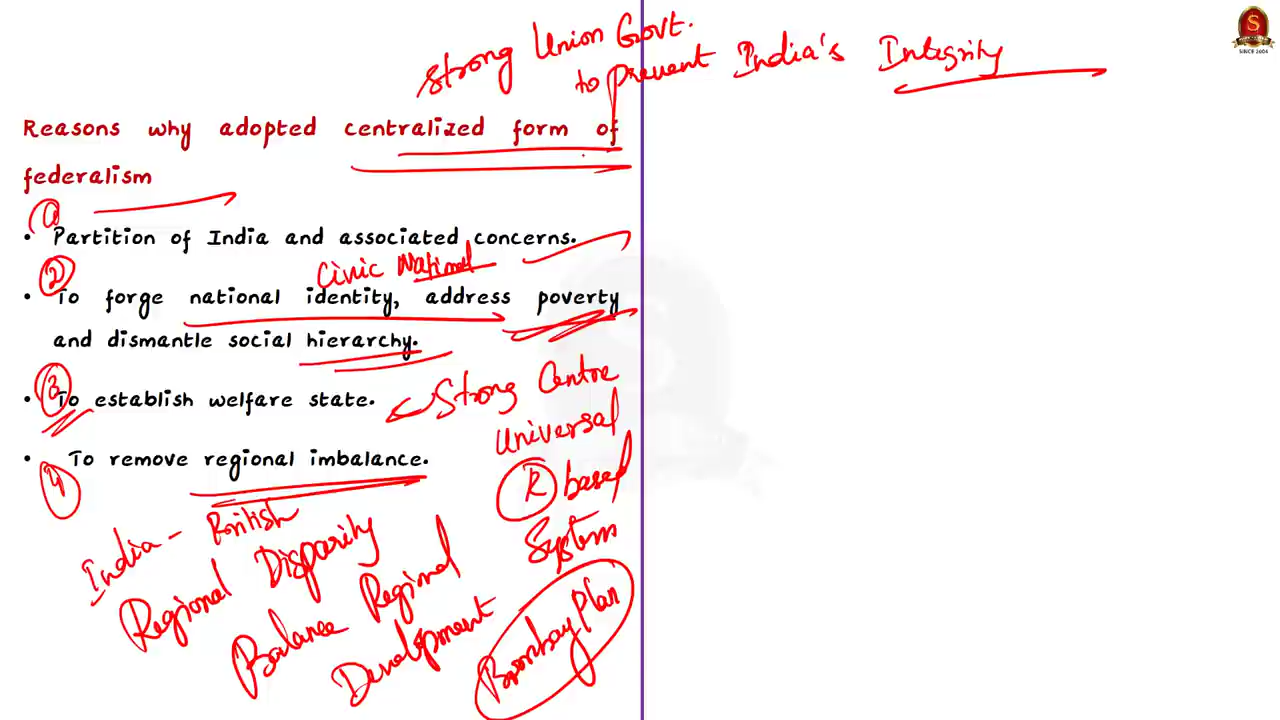 strong Union Govt.
to prevent India's Integrity
S
SINCE 2004
Reasons why adopted centralized form of
federalism
1
• Partition of India and associated concerns.
2
Civic National
• To forge national identity, address poverty
and dismantle social hierarchy.
3
• To establish welfare state.
Strong Centre
Universal
• To remove regional imbalance.
4
R based
System
India - British
Regional Disparity
Balance Regional
Development
Bombay Plan